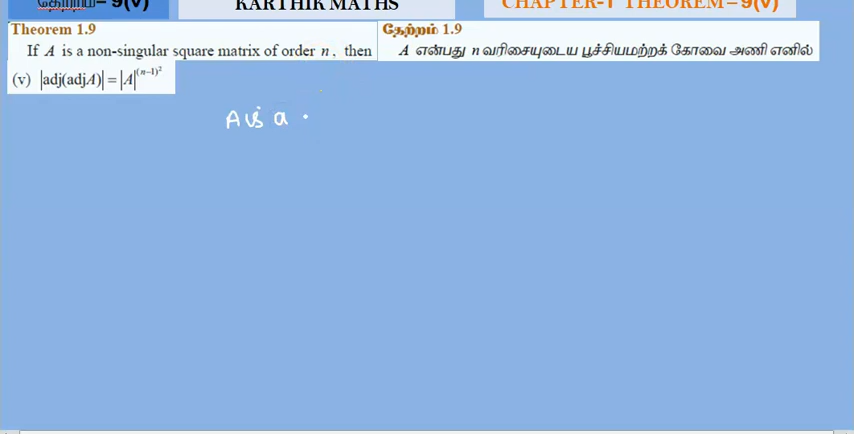 தேற்றம் – 9(v) KARTHIK MATHS CHAPTER-1 THEOREM – 9(v)
Theorem 1.9
If A is a non-singular square matrix of order n, then
(v) |adj(adjA)| = |A|^(n−1)²
தேற்றம் 1.9
A என்பது n வரிசையுடைய பூச்சியமற்றக் கோவை அணி எனில்
A is a